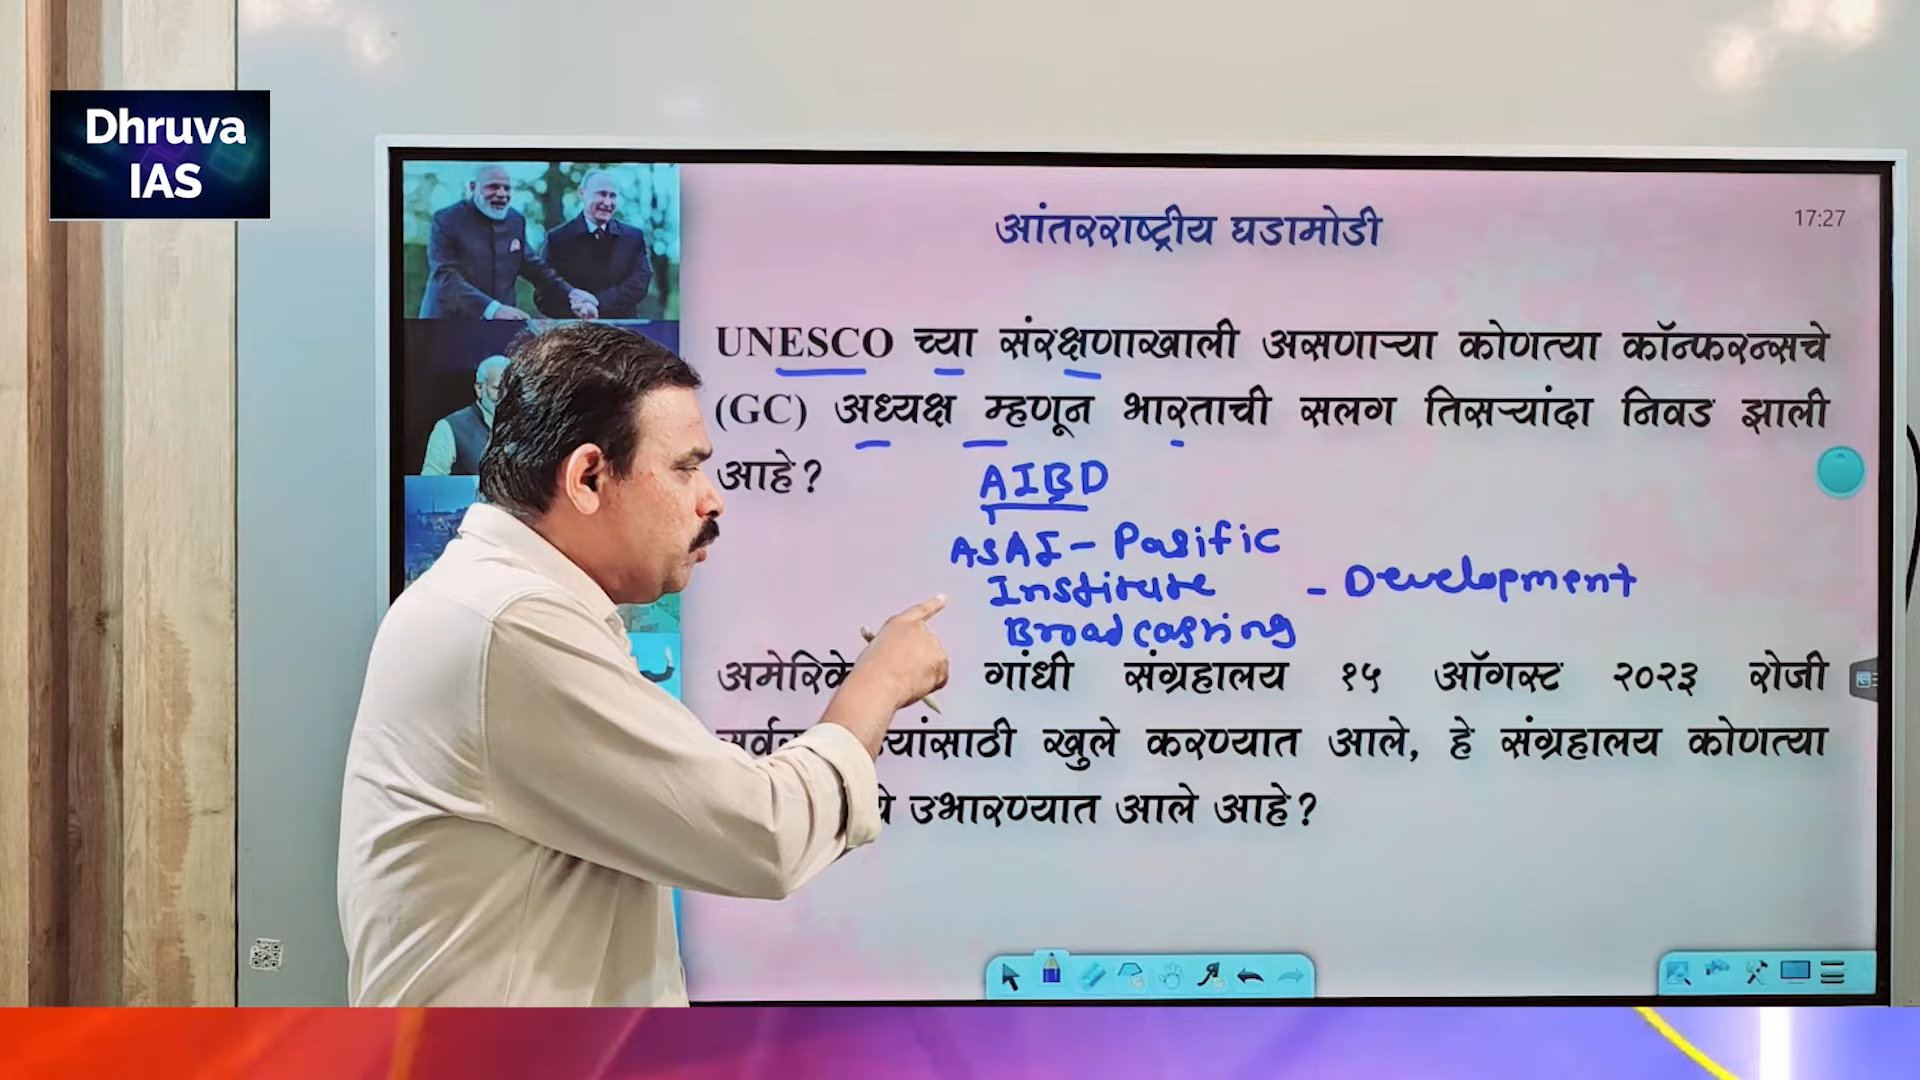 Dhruva
IAS
आंतरराष्ट्रीय घडामोडी
17:27
UNESCO च्या संरक्षणाखाली असणाऱ्या कोणत्या कॉन्फरन्सचे
(GC) अध्यक्ष म्हणून भारताची सलग तिसऱ्यांदा निवड झाली
आहे?
AIBD
ASAI - Pasific
Institute - Development
Broadcasting
गांधी संग्रहालय १५ ऑगस्ट २०२३ रोजी
खुले करण्यात आले, हे संग्रहालय कोणत्या
उभारण्यात आले आहे?